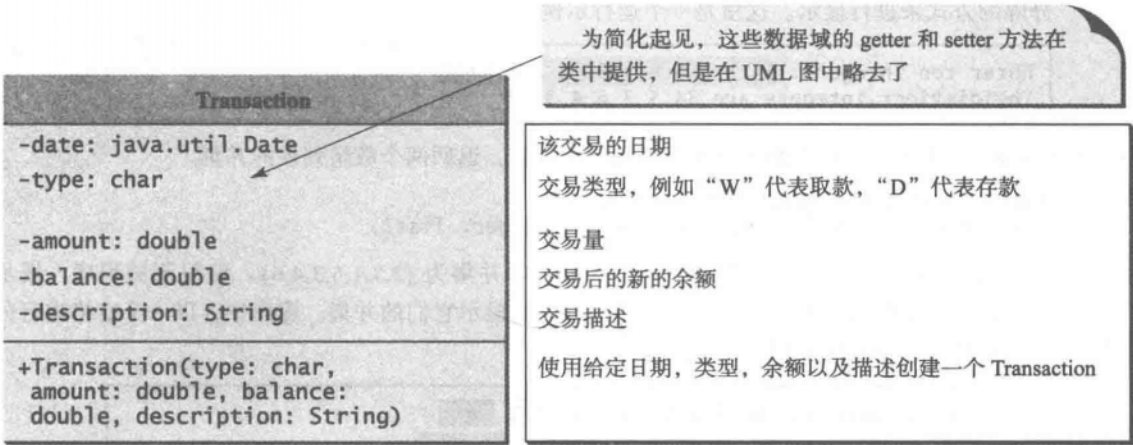 为简化起见，这些数据域的 getter 和 setter 方法在
类中提供，但是在 UML 图中略去了
Transaction
-date: java.util.Date
-type: char
-amount: double
-balance: double
-description: String
+Transaction(type: char,
amount: double, balance:
double, description: String)
该交易的日期
交易类型，例如“W”代表取款，“D”代表存款
交易量
交易后的新的余额
交易描述
使用给定日期，类型，余额以及描述创建一个 Transaction